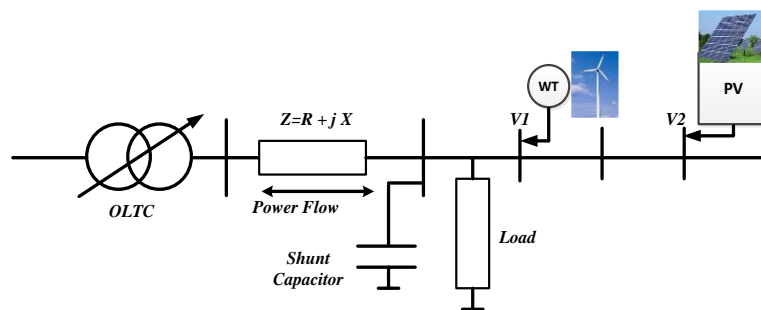 Z=R + j X
OLTC
Power Flow
Shunt
Capacitor
Load
V1
WT
V2
PV